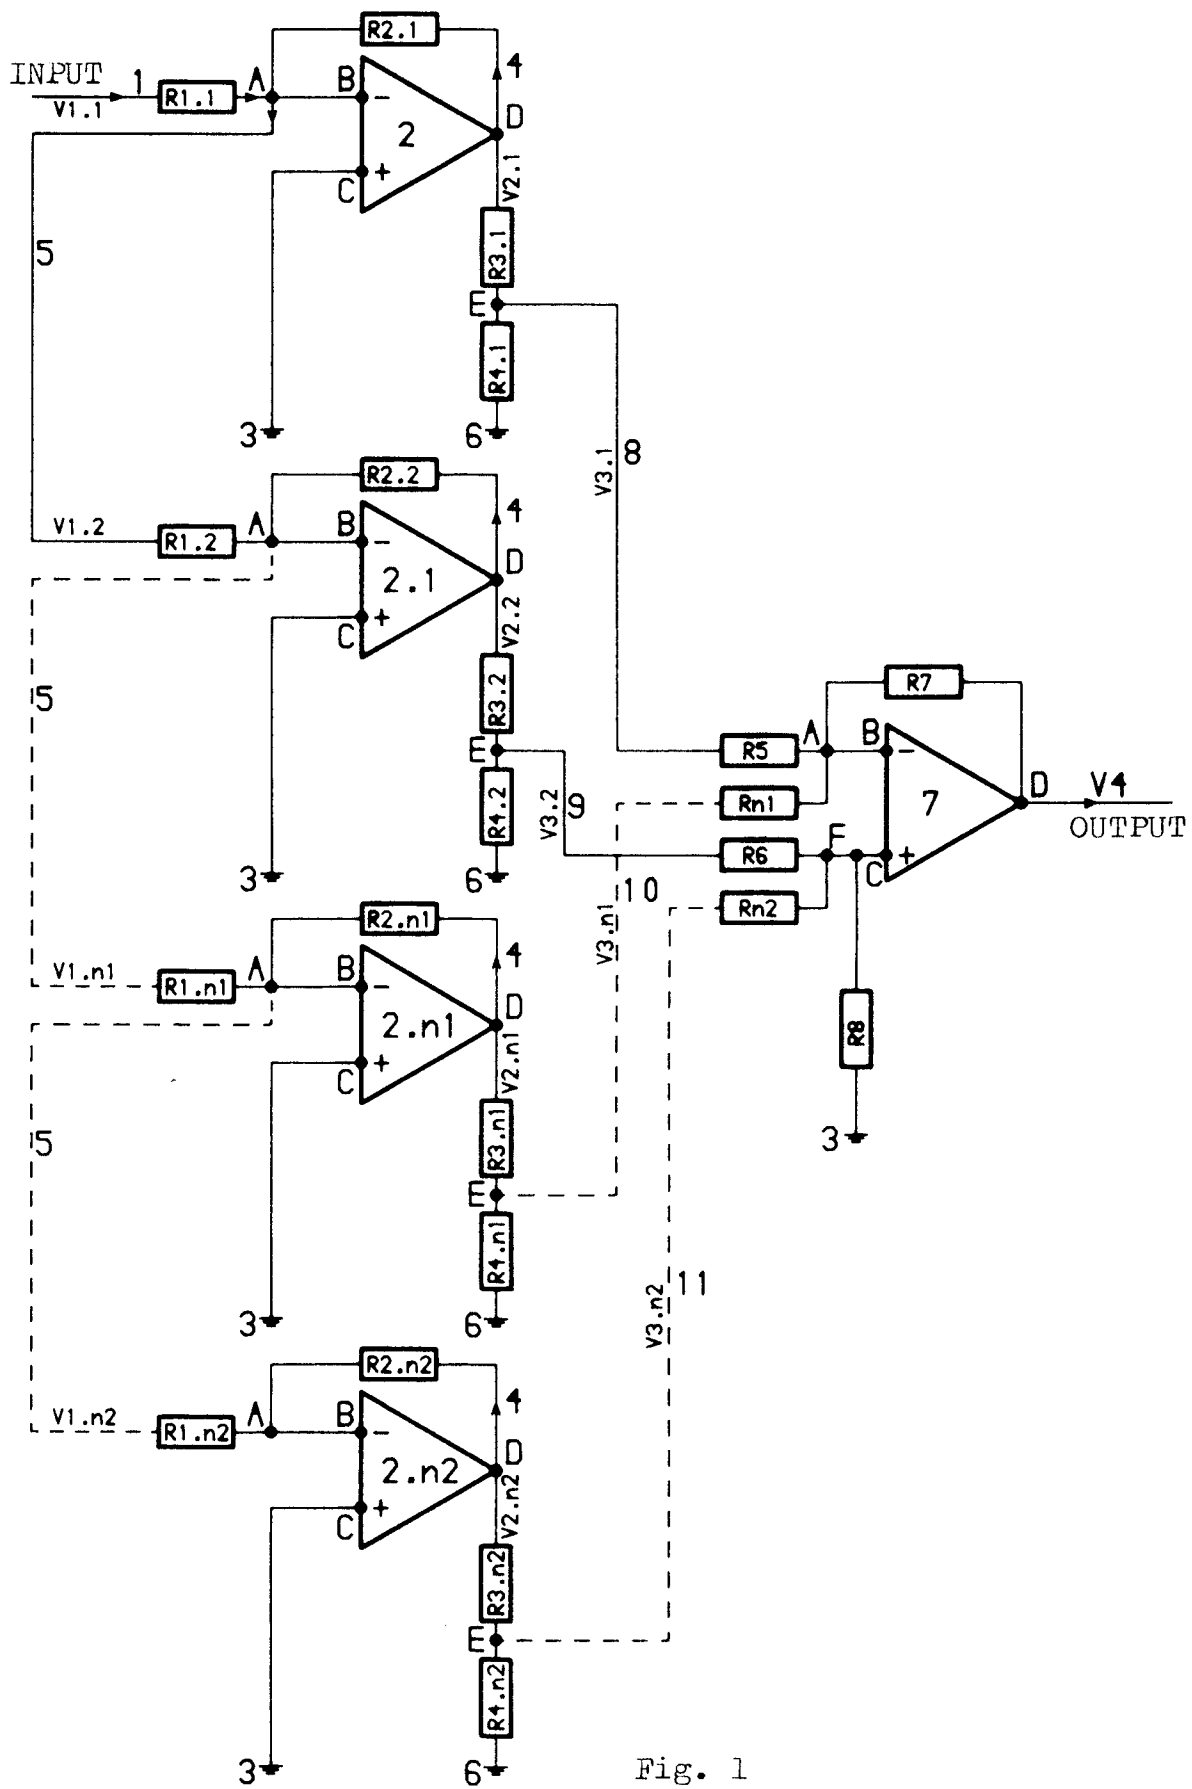 R2.1
INPUT
1
V1.1
R1.1
A
B
-
2
4
D
C
+
V2.1
R3.1
5
E
R4.1
3
6
V3.1
8
R2.2
4
V1.2
R1.2
A
B
-
2.1
D
C
+
V2.2
R3.2
5
E
R4.2
3
6
V3.2
9
R7
R5
A
B
-
7
D
V4
OUTPUT
Rn1
R6
F
C
+
Rn2
10
V3.n1
R8
3
R2.n1
4
V1.n1
R1.n1
A
B
-
2.n1
D
C
+
V2.n1
R3.n1
5
E
R4.n1
3
6
11
V3.n2
R2.n2
4
V1.n2
R1.n2
A
B
-
2.n2
D
C
+
V2.n2
R3.n2
E
R4.n2
3
6
Fig. 1